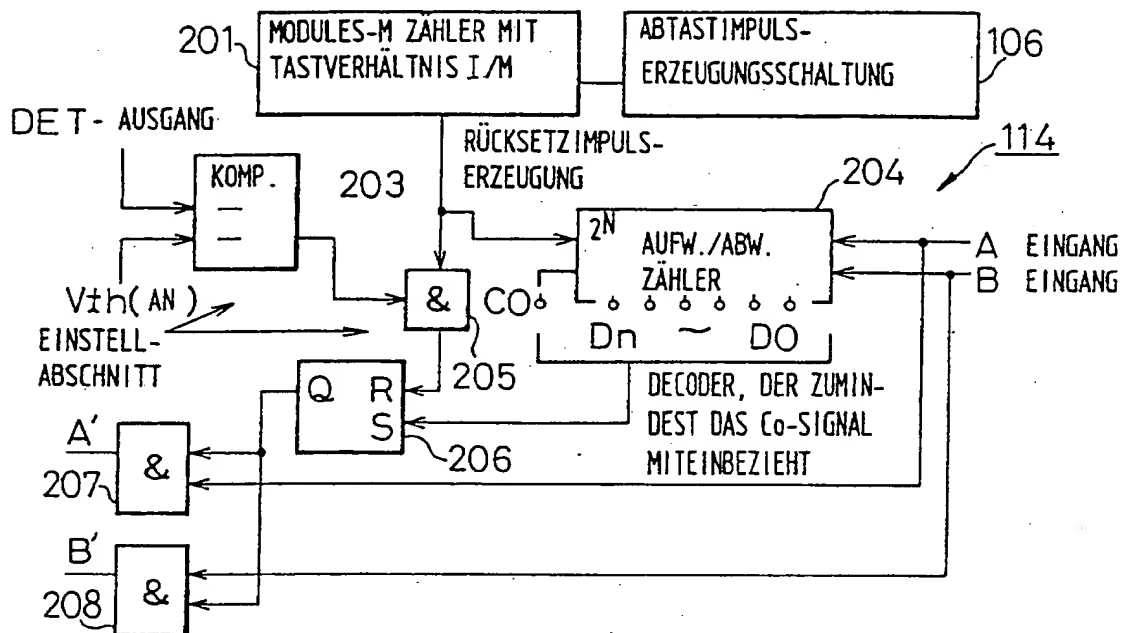 201
MODULES-M ZÄHLER MIT
TASTVERHÄLTNIS I/M
ABTASTIMPULS-
ERZEUGUNGSSCHALTUNG
106
DET- AUSGANG
RÜCKSETZIMPULS-
ERZEUGUNG
114
KOMP.
203
204
2N
AUFW./ABW.
ZÄHLER
A EINGANG
B EINGANG
Vth(AN)
EINSTELL-
ABSCHNITT
&
205
CO
Dn ~ DO
DECODER, DER ZUMIN-
DEST DAS Co-SIGNAL
MITEINBEZIEHT
Q R
S
206
A'
207
&
B'
208
&